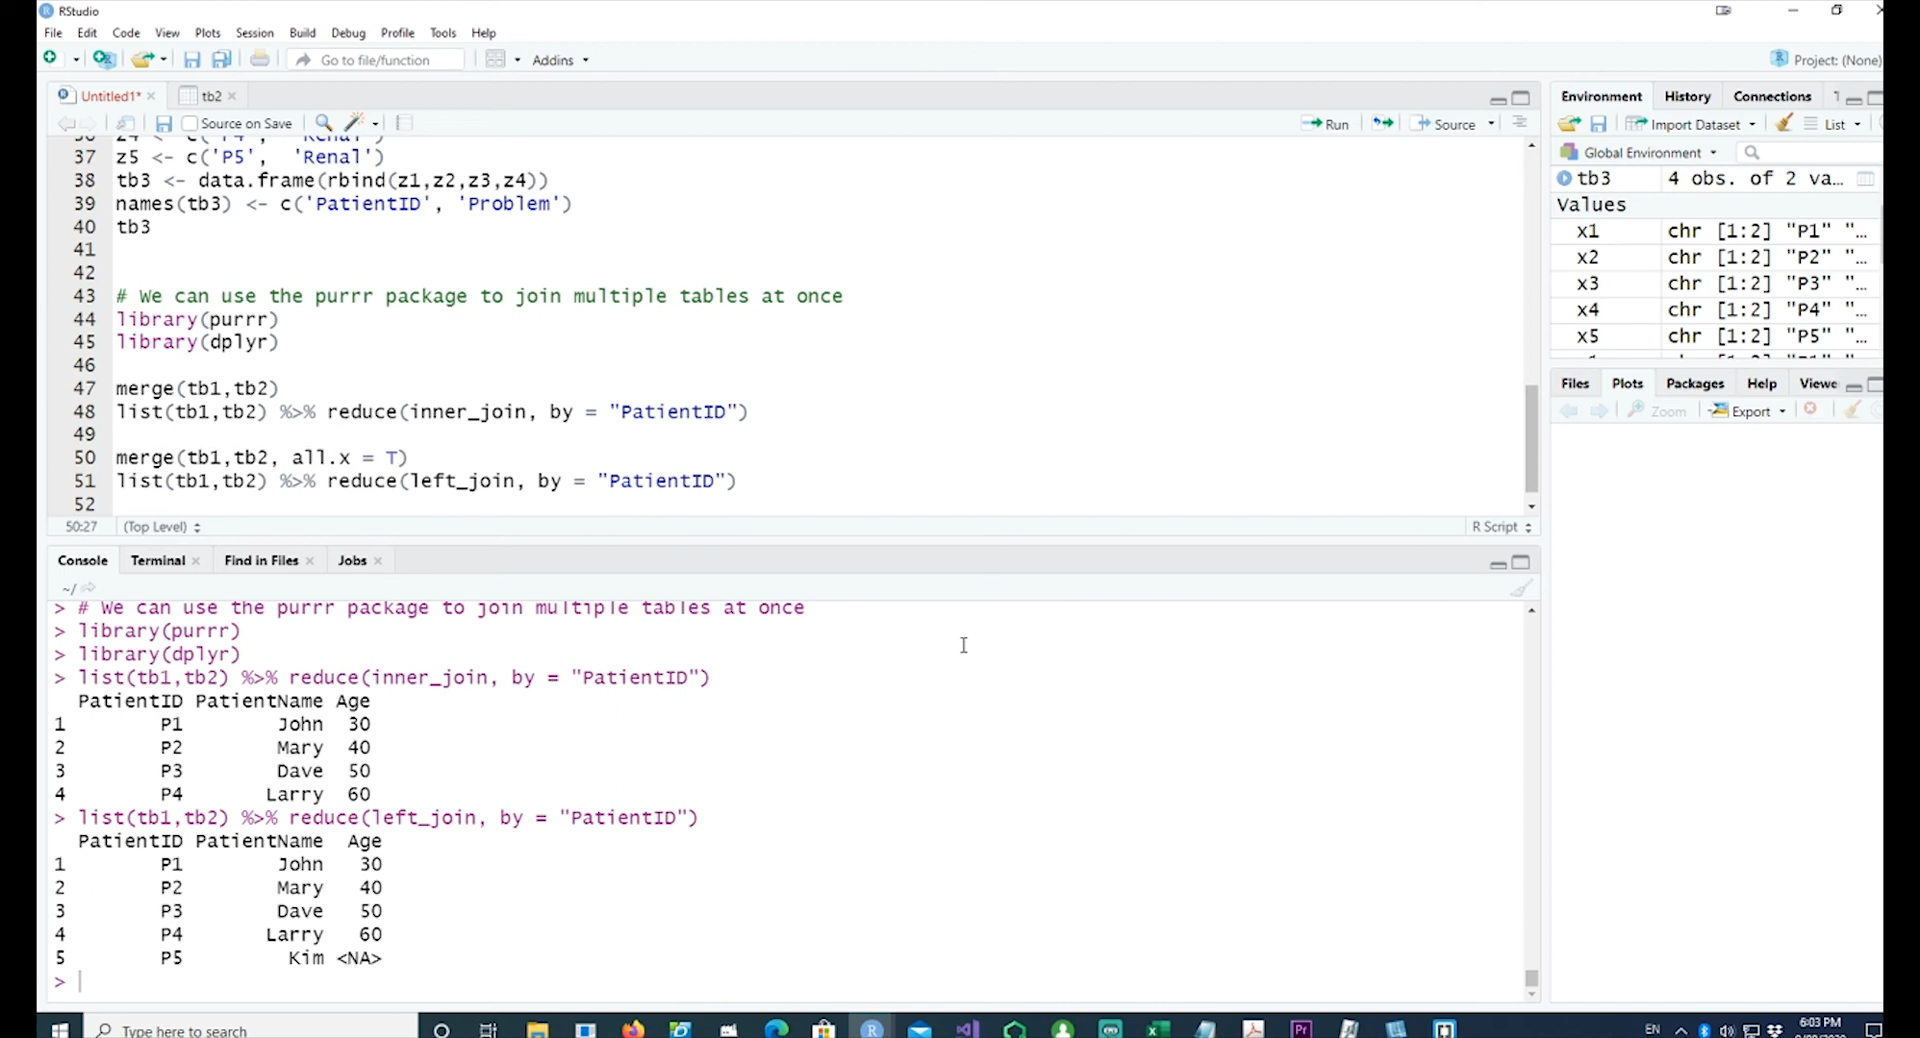 RStudio
File Edit Code View Plots Session Build Debug Profile Tools Help
Go to file/function Addins Project: (None)
Untitled1* tb2
Source on Save Run Source
37 z5 <- c('P5', 'Renal')
38 tb3 <- data.frame(rbind(z1,z2,z3,z4))
39 names(tb3) <- c('PatientID', 'Problem')
40 tb3
41
42
43 # We can use the purrr package to join multiple tables at once
44 library(purrr)
45 library(dplyr)
46
47 merge(tb1,tb2)
48 list(tb1,tb2) %>% reduce(inner_join, by = "PatientID")
49
50 merge(tb1,tb2, all.x = T)
51 list(tb1,tb2) %>% reduce(left_join, by = "PatientID")
52
50:27 (Top Level) R Script
Console Terminal Find in Files Jobs
~/
> # We can use the purrr package to join multiple tables at once
> library(purrr)
> library(dplyr)
> list(tb1,tb2) %>% reduce(inner_join, by = "PatientID")
PatientID PatientName Age
1 P1 John 30
2 P2 Mary 40
3 P3 Dave 50
4 P4 Larry 60
> list(tb1,tb2) %>% reduce(left_join, by = "PatientID")
PatientID PatientName Age
1 P1 John 30
2 P2 Mary 40
3 P3 Dave 50
4 P4 Larry 60
5 P5 Kim <NA>
>
Environment History Connections
Import Dataset List
Global Environment
tb3 4 obs. of 2 va...
Values
x1 chr [1:2] "P1" "...
x2 chr [1:2] "P2" "...
x3 chr [1:2] "P3" "...
x4 chr [1:2] "P4" "...
x5 chr [1:2] "P5" "...
Files Plots Packages Help Viewe
Zoom Export
Type here to search
EN 6:03 PM